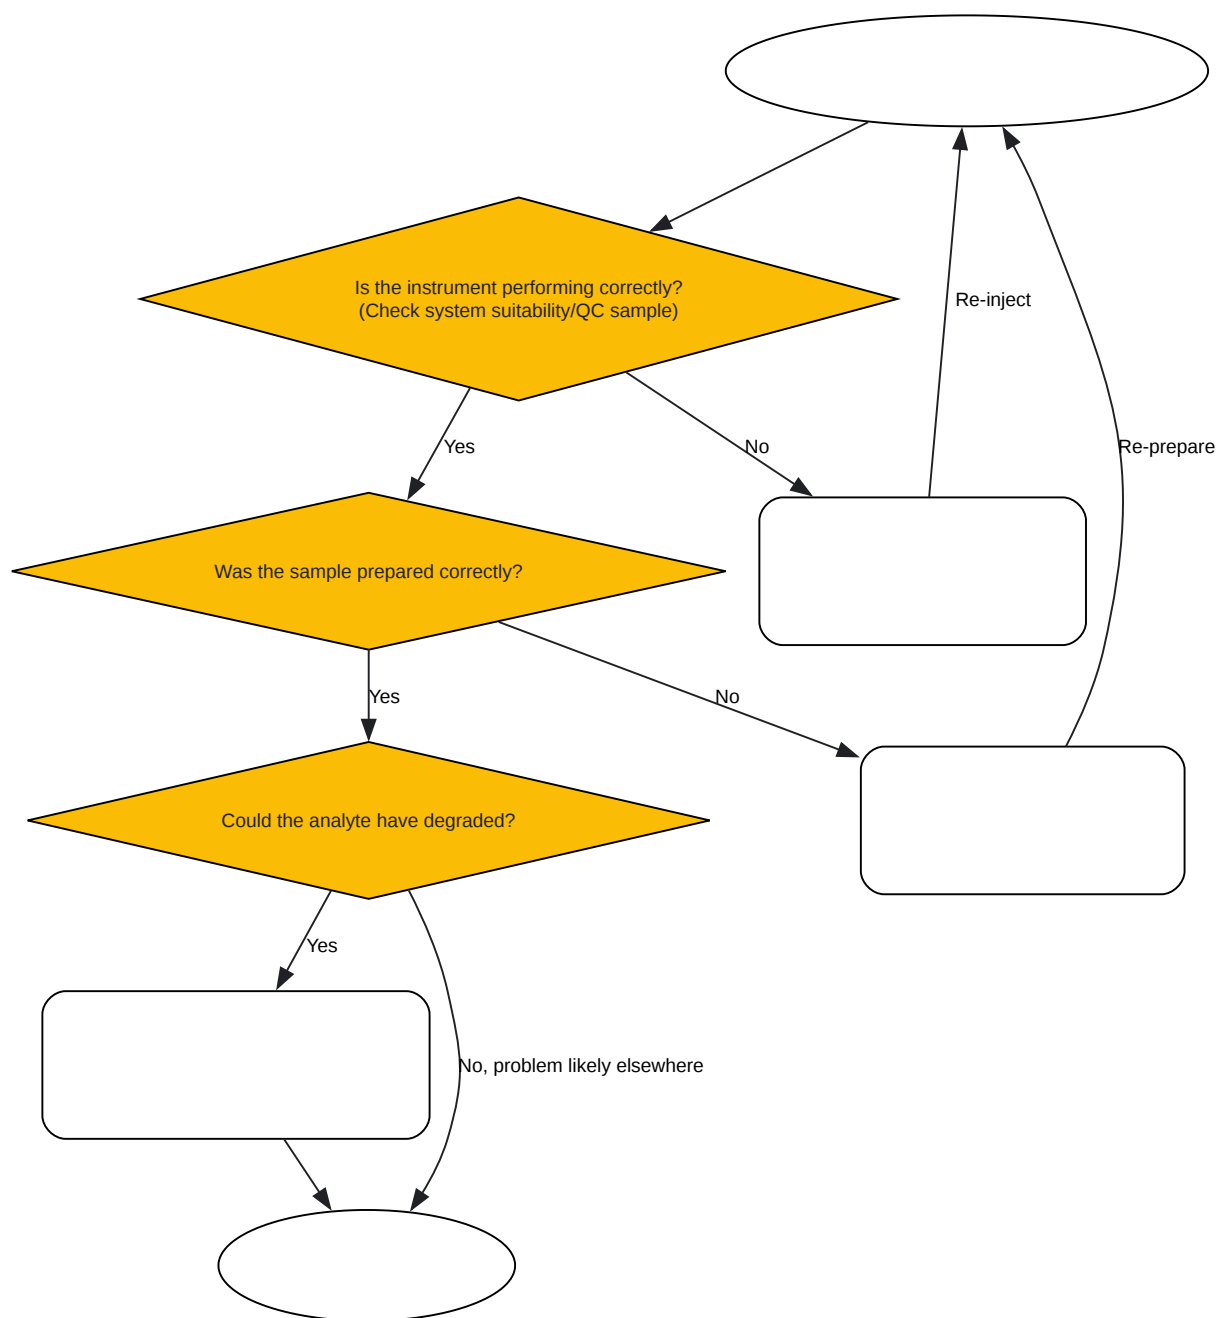 Is the instrument performing correctly?
(Check system suitability/QC sample)
Re-inject
Yes
No
Re-prepare
Was the sample prepared correctly?
Yes
No
Could the analyte have degraded?
Yes
No, problem likely elsewhere